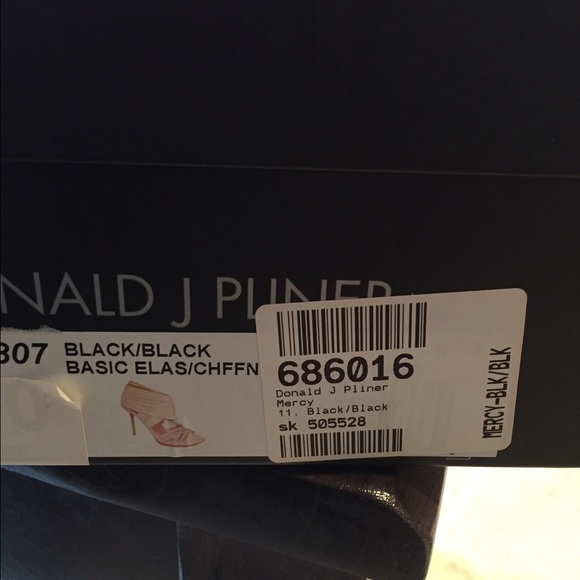 NALD J PLINER
807 BLACK/BLACK
BASIC ELAS/CHFFN
686016
Donald J Pliner
Mercy
11, Black/Black
sk 505528
MERCY-BLK/BLK